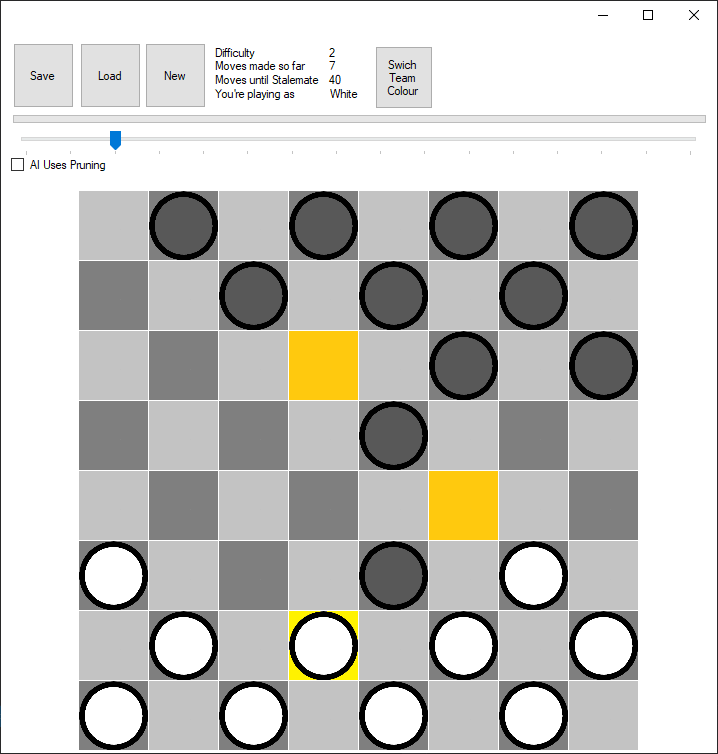 Save
Load
New
Difficulty 2
Moves made so far 7
Moves until Stalemate 40
You're playing as White
Swich
Team
Colour
AI Uses Pruning